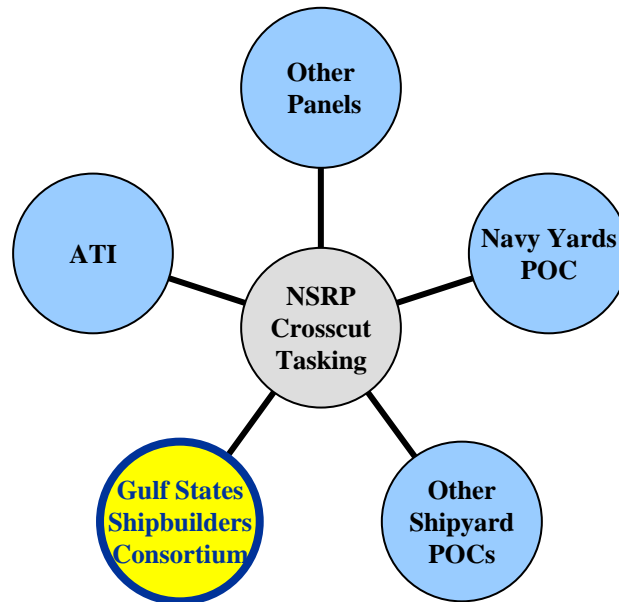 Other
Panels
ATI
Navy Yards
POC
NSRP
Crosscut
Tasking
Gulf States
Shipbuilders
Consortium
Other
Shipyard
POCs